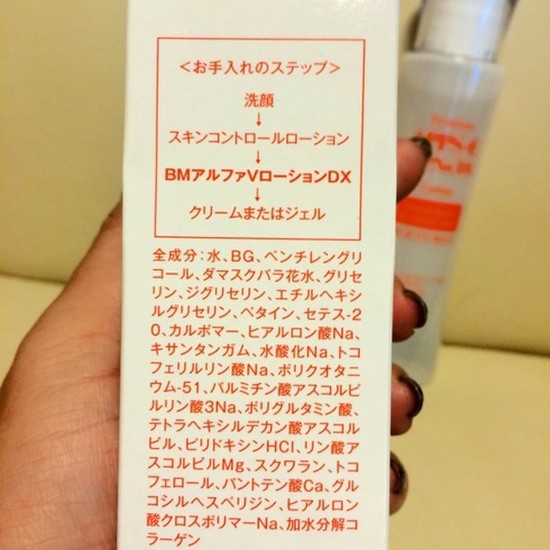 <お手入れのステップ>
洗顔
↓
スキンコントロールローション
↓
BMアルファVローションDX
↓
クリームまたはジェル
全成分：水、BG、ペンチレングリ
コール、ダマスクバラ花水、グリセ
リン、ジグリセリン、エチルヘキシ
ルグリセリン、ベタイン、セテス-2
0、カルボマー、ヒアルロン酸Na、
キサンタンガム、水酸化Na、トコ
フェリルリン酸Na、ポリクオタニ
ウム-51、パルミチン酸アスコルビ
ルリン酸3Na、ポリグルタミン酸、
テトラヘキシルデカン酸アスコル
ビル、ピリドキシンHCl、リン酸ア
スコルビルMg、スクワラン、トコ
フェロール、パントテン酸Ca、グル
コシルヘスペリジン、ヒアルロン
酸クロスポリマーNa、加水分解コ
ラーゲン